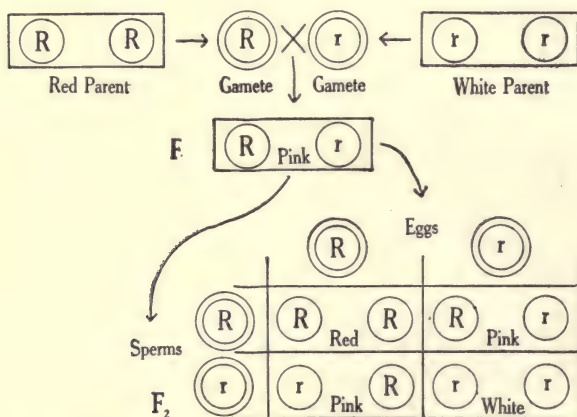 R R R r r r
Red Parent Gamete Gamete White Parent
F R Pink r
Eggs
R r
R R Red R R Pink r
Sperms
F₂ r r Pink R r White r